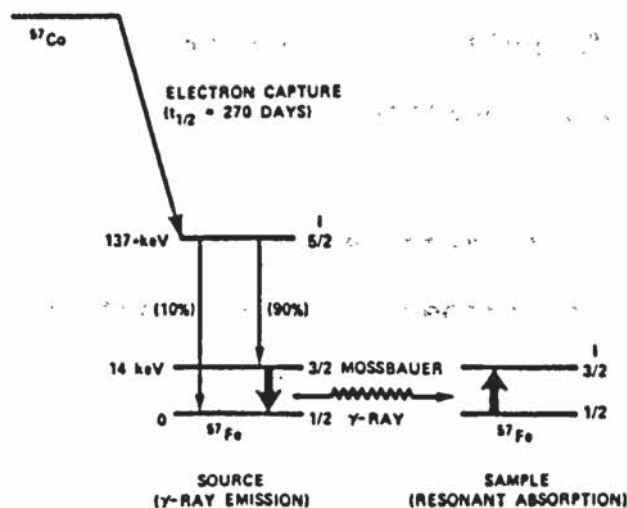 ⁵⁷Co
ELECTRON CAPTURE
(t₁/₂ = 270 DAYS)
I
137 keV
5/2
(10%)
(90%)
14 keV
3/2
MOSSBAUER
I
3/2
0
⁵⁷Fe
1/2
γ-RAY
⁵⁷Fe
1/2
SOURCE
(γ-RAY EMISSION)
SAMPLE
(RESONANT ABSORPTION)